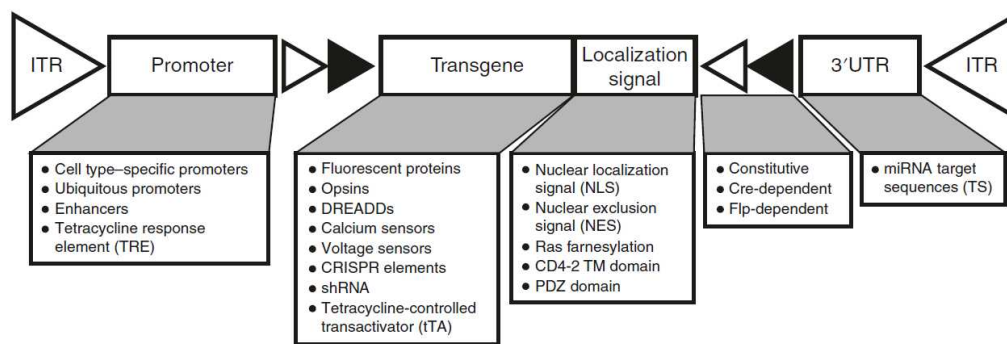 ITR
Promoter
Transgene
Localization
signal
3′UTR
ITR
● Cell type–specific promoters
● Ubiquitous promoters
● Enhancers
● Tetracycline response
element (TRE)
● Fluorescent proteins
● Opsins
● DREADDs
● Calcium sensors
● Voltage sensors
● CRISPR elements
● shRNA
● Tetracycline-controlled
transactivator (tTA)
● Nuclear localization
signal (NLS)
● Nuclear exclusion
signal (NES)
● Ras farnesylation
● CD4-2 TM domain
● PDZ domain
● Constitutive
● Cre-dependent
● Flp-dependent
● miRNA target
sequences (TS)